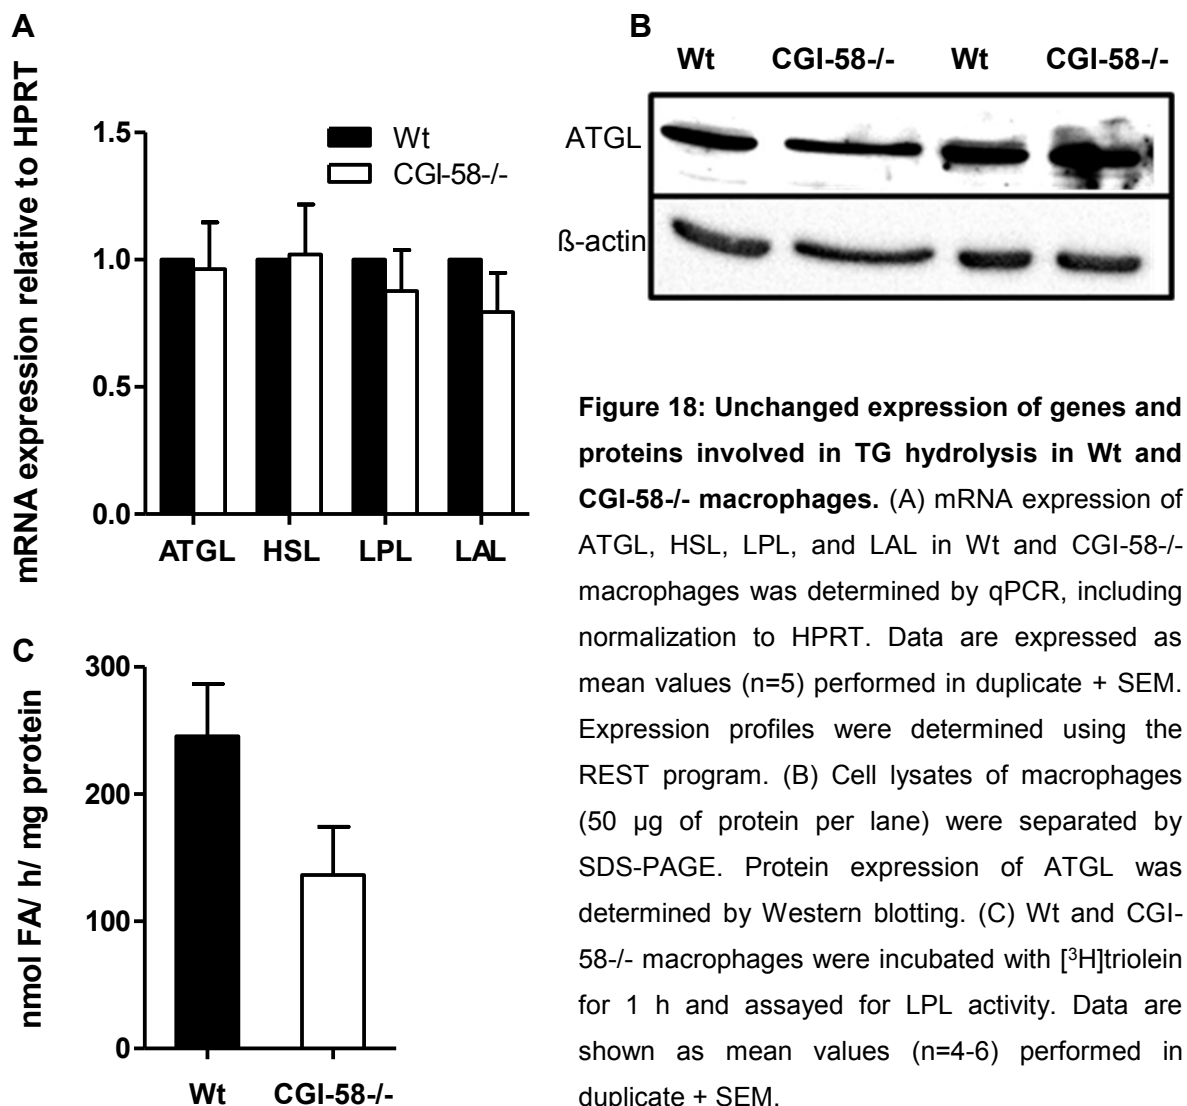 A
mRNA expression relative to HPRT
1.5
1.0
0.5
0.0
Wt
CGI-58-/-
ATGL HSL LPL LAL
B
Wt CGI-58-/- Wt CGI-58-/-
ATGL
ß-actin
C
nmol FA/ h/ mg protein
300
200
100
0
Wt CGI-58-/-
Figure 18: Unchanged expression of genes and
proteins involved in TG hydrolysis in Wt and
CGI-58-/- macrophages. (A) mRNA expression of
ATGL, HSL, LPL, and LAL in Wt and CGI-58-/-
macrophages was determined by qPCR, including
normalization to HPRT. Data are expressed as
mean values (n=5) performed in duplicate + SEM.
Expression profiles were determined using the
REST program. (B) Cell lysates of macrophages
(50 µg of protein per lane) were separated by
SDS-PAGE. Protein expression of ATGL was
determined by Western blotting. (C) Wt and CGI-
58-/- macrophages were incubated with [³H]triolein
for 1 h and assayed for LPL activity. Data are
shown as mean values (n=4-6) performed in
duplicate + SEM.